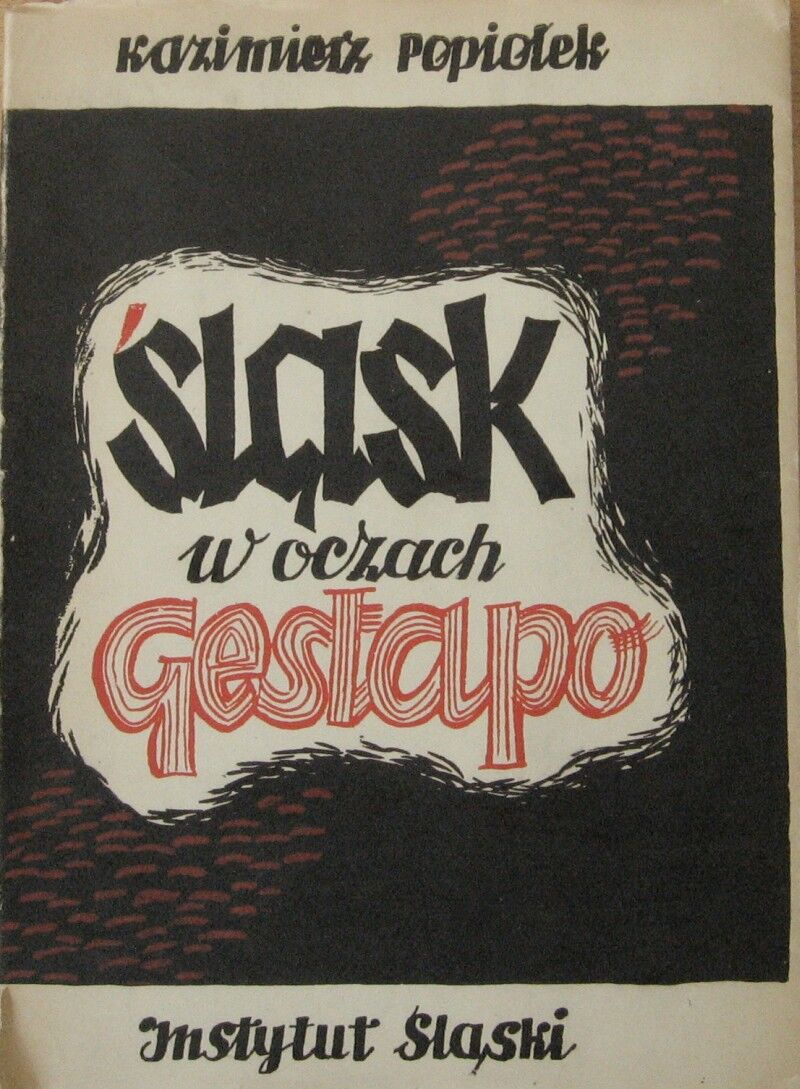 Kazimierz Popiołek
Śląsk
w oczach
Gestapo
Instytut Śląski